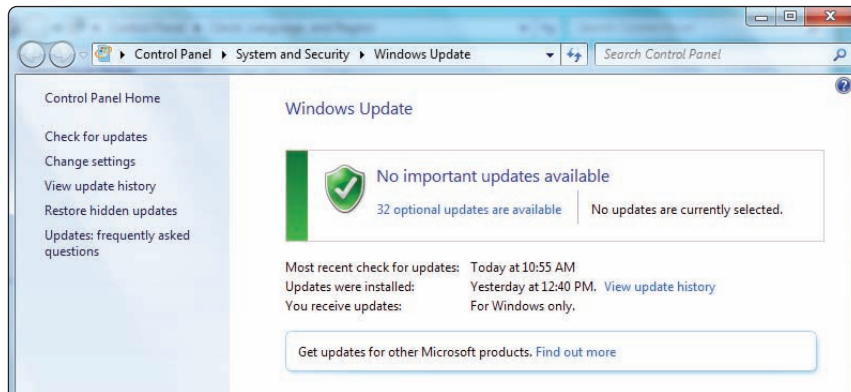 Control Panel ▸ System and Security ▸ Windows Update
Search Control Panel
Control Panel Home
Check for updates
Change settings
View update history
Restore hidden updates
Updates: frequently asked
questions
Windows Update
No important updates available
32 optional updates are available
No updates are currently selected.
Most recent check for updates: Today at 10:55 AM
Updates were installed: Yesterday at 12:40 PM. View update history
You receive updates: For Windows only.
Get updates for other Microsoft products. Find out more